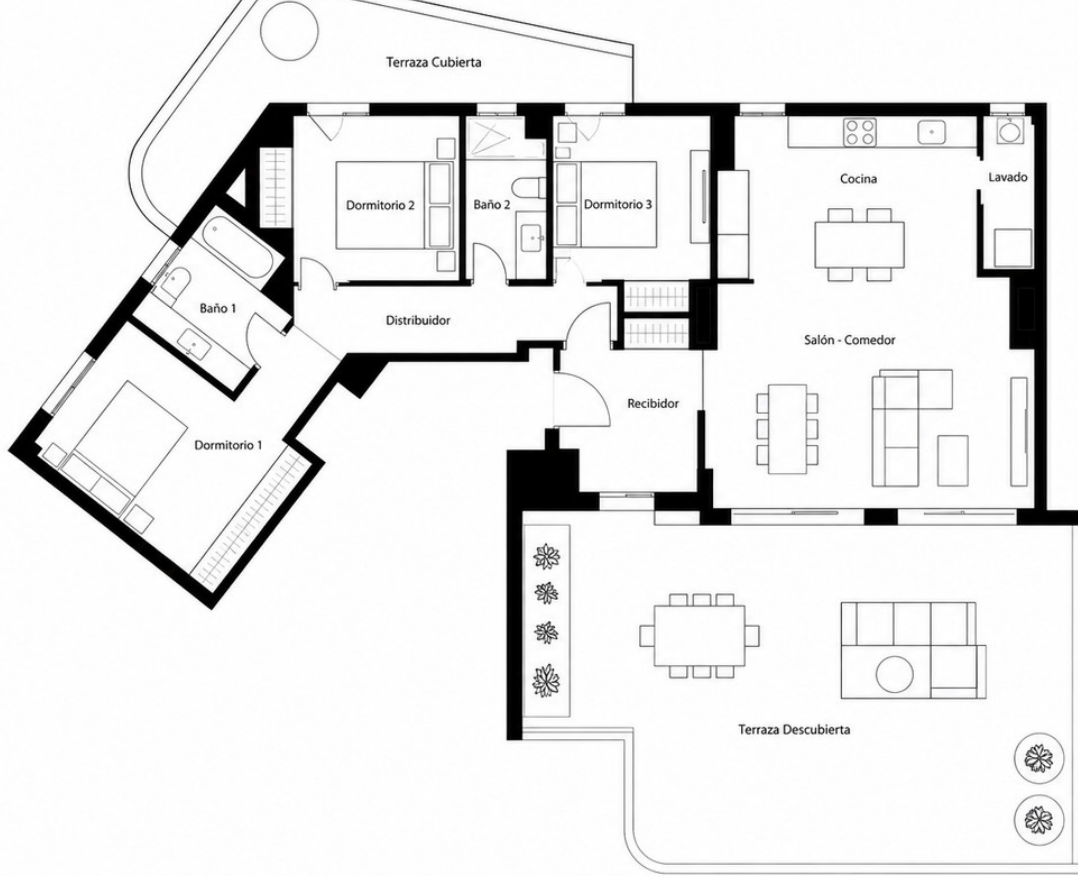 Terraza Cubierta
Cocina
Lavado
Dormitorio 2
Baño 2
Dormitorio 3
Baño 1
Distribuidor
Salón - Comedor
Recibidor
Dormitorio 1
Terraza Descubierta